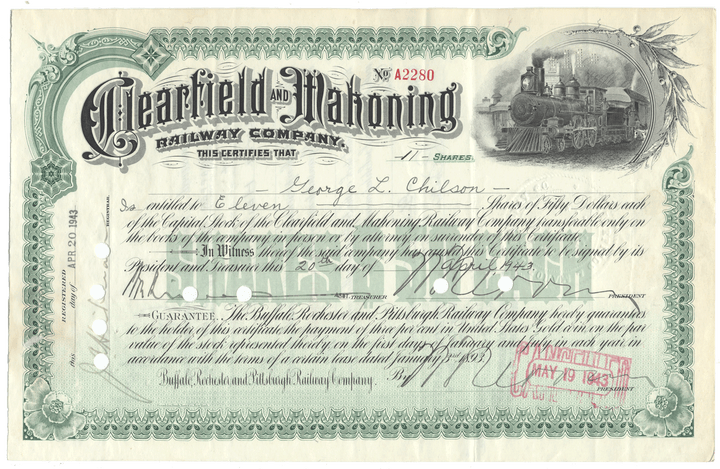 No A2280
Clearfield AND Mahoning
RAILWAY COMPANY.
THIS CERTIFIES THAT
11 - SHARES
- George L. Chilson -
Is entitled to Eleven Shares of Fifty Dollars each
of the Capital Stock of the Clearfield and Mahoning Railway Company transferable only on
the books of the company in person or by attorney on surrender of this Certificate.
In Witness thereof the said company has caused this Certificate to be signed by its
President and Treasurer this 20th day of April 1943
ASST. TREASURER
PRESIDENT
GUARANTEE. The Buffalo, Rochester and Pittsburgh Railway Company hereby guarantees
to the holder of this certificate the payment of three per cent in United States Gold coin on the par
value of the stock represented thereby on the first days of January and July in each year, in
accordance with the terms of a certain lease dated January 2nd 1893.
Buffalo, Rochester and Pittsburgh Railway Company. By
PRESIDENT
CANCELLED
MAY 19 1943
REGISTERED
this day of APR 20 1943
REGISTRAR.